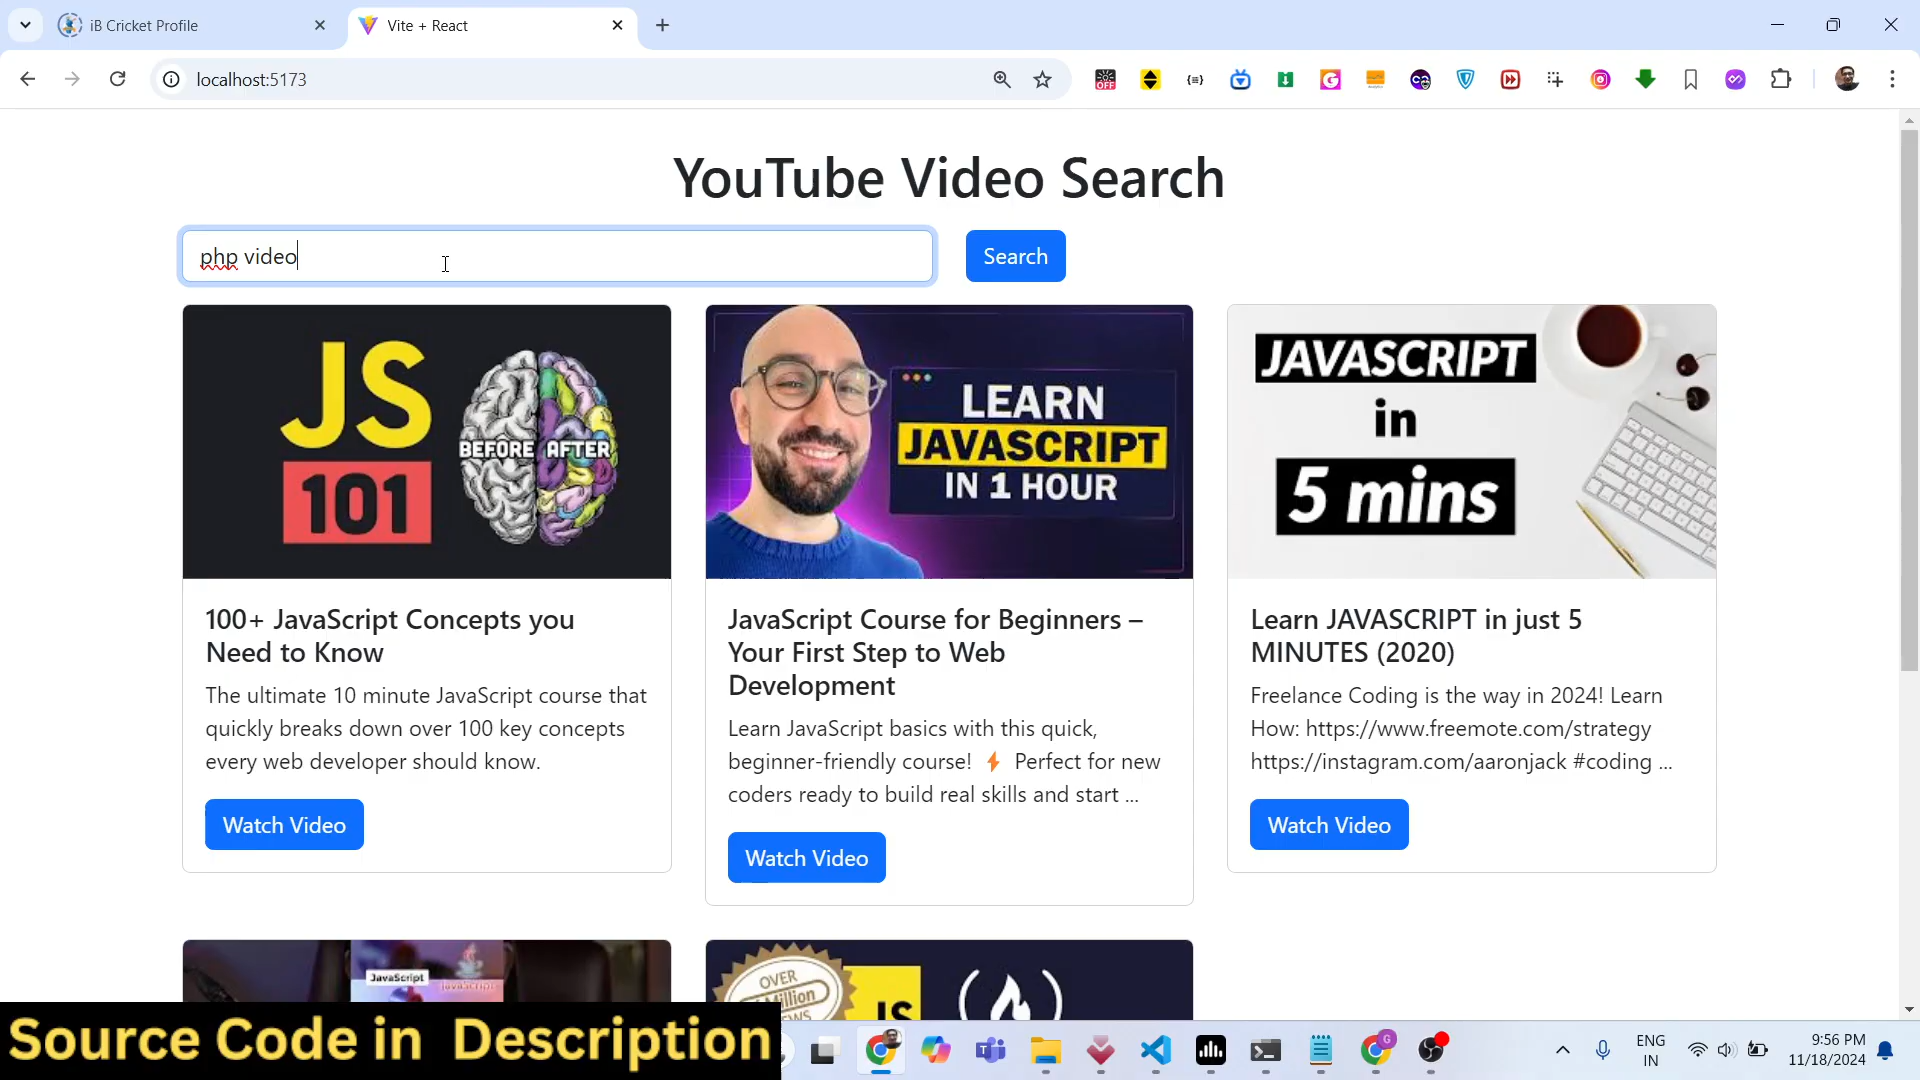 iB Cricket Profile
Vite + React
localhost:5173
OFF
YouTube Video Search
php video
Search
JS
101
BEFORE AFTER
LEARN
JAVASCRIPT
IN 1 HOUR
JAVASCRIPT
in
5 mins
100+ JavaScript Concepts you
Need to Know
The ultimate 10 minute JavaScript course that
quickly breaks down over 100 key concepts
every web developer should know.
Watch Video
JavaScript Course for Beginners –
Your First Step to Web
Development
Learn JavaScript basics with this quick,
beginner-friendly course! ⚡ Perfect for new
coders ready to build real skills and start ...
Watch Video
Learn JAVASCRIPT in just 5
MINUTES (2020)
Freelance Coding is the way in 2024! Learn
How: https://www.freemote.com/strategy
https://instagram.com/aaronjack #coding ...
Watch Video
JavaScript
OVER
Million
JS
Source Code in Description
ENG
IN
9:56 PM
11/18/2024